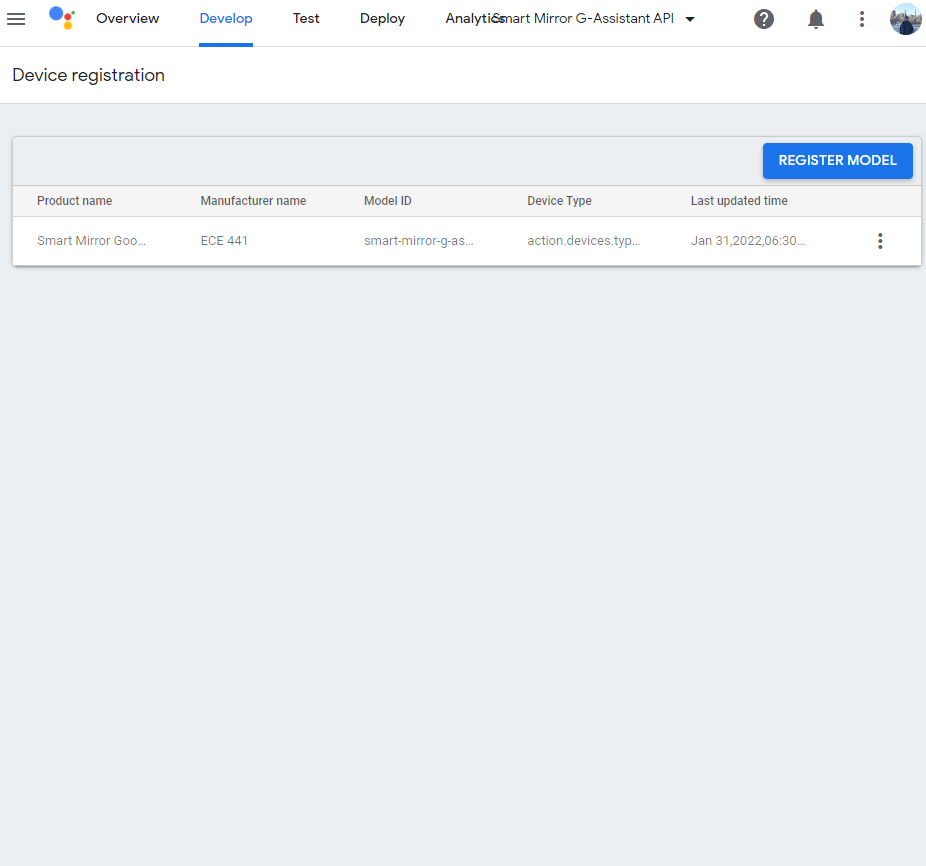 Overview Develop Test Deploy Analytics Smart Mirror G-Assistant API
Device registration
REGISTER MODEL
Product name Manufacturer name Model ID Device Type Last updated time
Smart Mirror Goo... ECE 441 smart-mirror-g-as... action.devices.typ... Jan 31,2022,06:30...